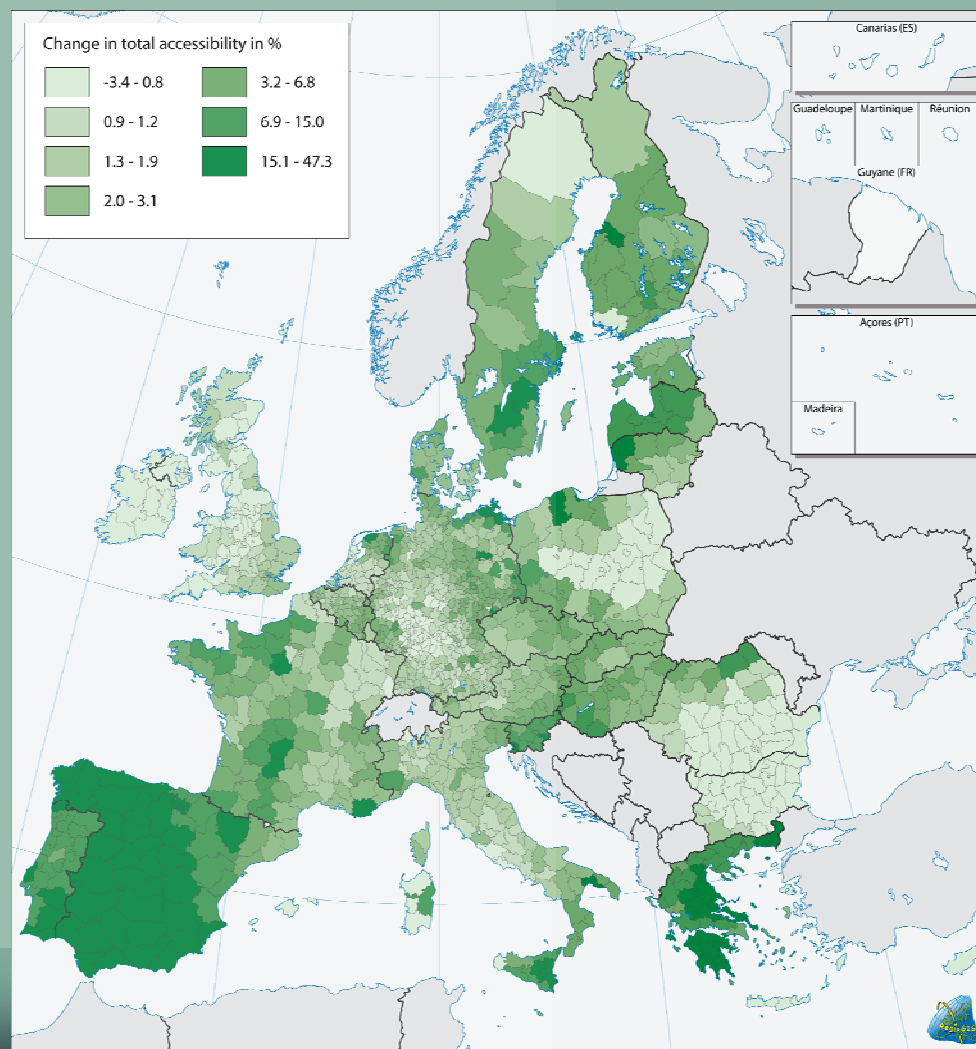 Change in total accessibility in %
-3.4 - 0.8
0.9 - 1.2
1.3 - 1.9
2.0 - 3.1
3.2 - 6.8
6.9 - 15.0
15.1 - 47.3
Canarias (ES)
Guadeloupe
Martinique
Réunion
Guyane (FR)
Açores (PT)
Madeira